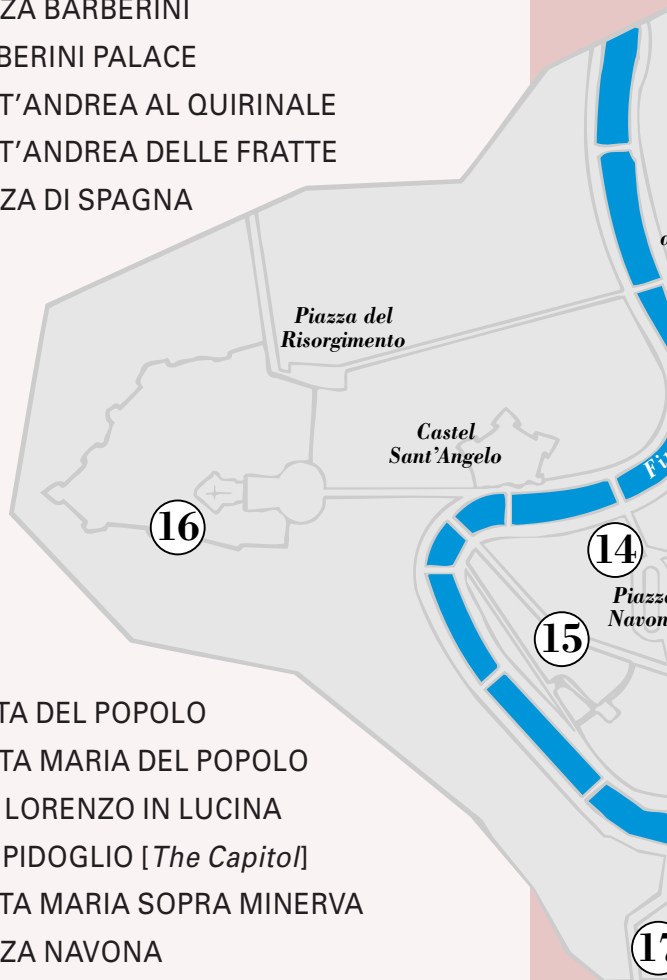 ZA BARBERINI
BERINI PALACE
T’ANDREA AL QUIRINALE
T’ANDREA DELLE FRATTE
ZA DI SPAGNA
Piazza del
Risorgimento
Castel
Sant’Angelo
16
14
Piazz
Navon
15
TA DEL POPOLO
TA MARIA DEL POPOLO
LORENZO IN LUCINA
PIDOGLIO [The Capitol]
TA MARIA SOPRA MINERVA
ZA NAVONA
17